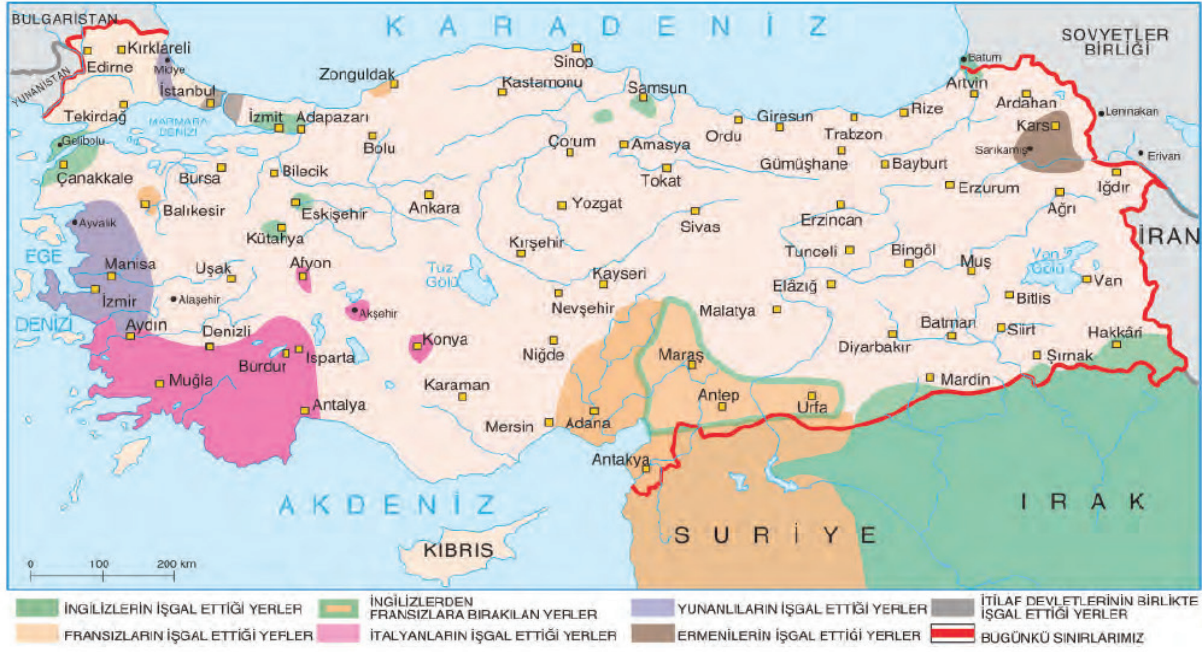 BULGARİSTAN
KARADENİZ
SOVYETLER
BİRLİĞİ
YUNANİSTAN
Kırklareli
Edirne
Midye
İstanbul
Tekirdağ
MARMARA
DENİZİ
Gelibolu
Çanakkale
İzmit
Adapazarı
Zonguldak
Bolu
Kastamonu
Sinop
Samsun
Çorum
Amasya
Tokat
Ordu
Giresun
Trabzon
Gümüşhane
Rize
Bayburt
Batum
Artvin
Ardahan
Kars
Sarıkamış
Leninakan
Erivan
Iğdır
Ağrı
Erzurum
Bursa
Bilecik
Balıkesir
Eskişehir
Kütahya
Ankara
Yozgat
Sivas
Erzincan
Tunceli
Bingöl
Muş
Van
Gölü
Van
Bitlis
İRAN
Ayvalık
EGE
DENİZİ
Manisa
İzmir
Uşak
Alaşehir
Afyon
Akşehir
Tuz
Gölü
Kırşehir
Kayseri
Nevşehir
Malatya
Elâzığ
Diyarbakır
Batman
Siirt
Şırnak
Hakkâri
Aydın
Denizli
Burdur
Isparta
Konya
Niğde
Maraş
Muğla
Antalya
Karaman
Mersin
Adana
Antep
Urfa
Mardin
Antakya
AKDENİZ
KIBRIS
SURİYE
IRAK
0 100 200 km
İNGİLİZLERİN İŞGAL ETTİĞİ YERLER
İNGİLİZLERDEN
FRANSIZLARA BIRAKILAN YERLER
YUNANLILARIN İŞGAL ETTİĞİ YERLER
İTİLAF DEVLETLERİNİN BİRLİKTE
İŞGAL ETTİĞİ YERLER
FRANSIZLARIN İŞGAL ETTİĞİ YERLER
İTALYANLARIN İŞGAL ETTİĞİ YERLER
ERMENİLERİN İŞGAL ETTİĞİ YERLER
BUGÜNKÜ SINIRLARIMIZ